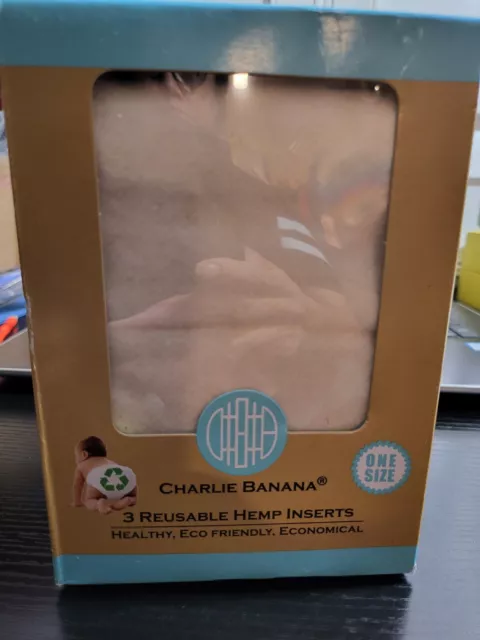 CHARLIE BANANA®
ONE
SIZE
3 REUSABLE HEMP INSERTS
HEALTHY, ECO FRIENDLY, ECONOMICAL